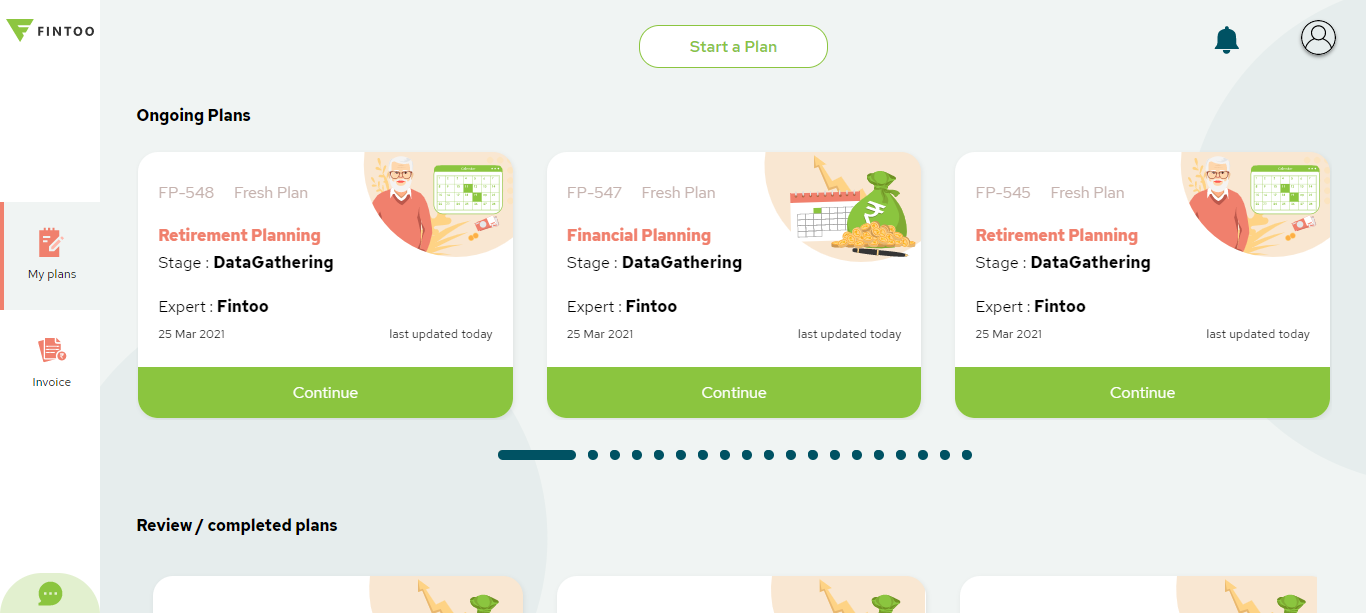 FINTOO
Start a Plan
Ongoing Plans
FP-548 Fresh Plan
Retirement Planning
Stage : DataGathering
Expert : Fintoo
25 Mar 2021 last updated today
Continue
FP-547 Fresh Plan
Financial Planning
Stage : DataGathering
Expert : Fintoo
25 Mar 2021 last updated today
Continue
FP-545 Fresh Plan
Retirement Planning
Stage : DataGathering
Expert : Fintoo
25 Mar 2021 last updated today
Continue
My plans
Invoice
Review / completed plans